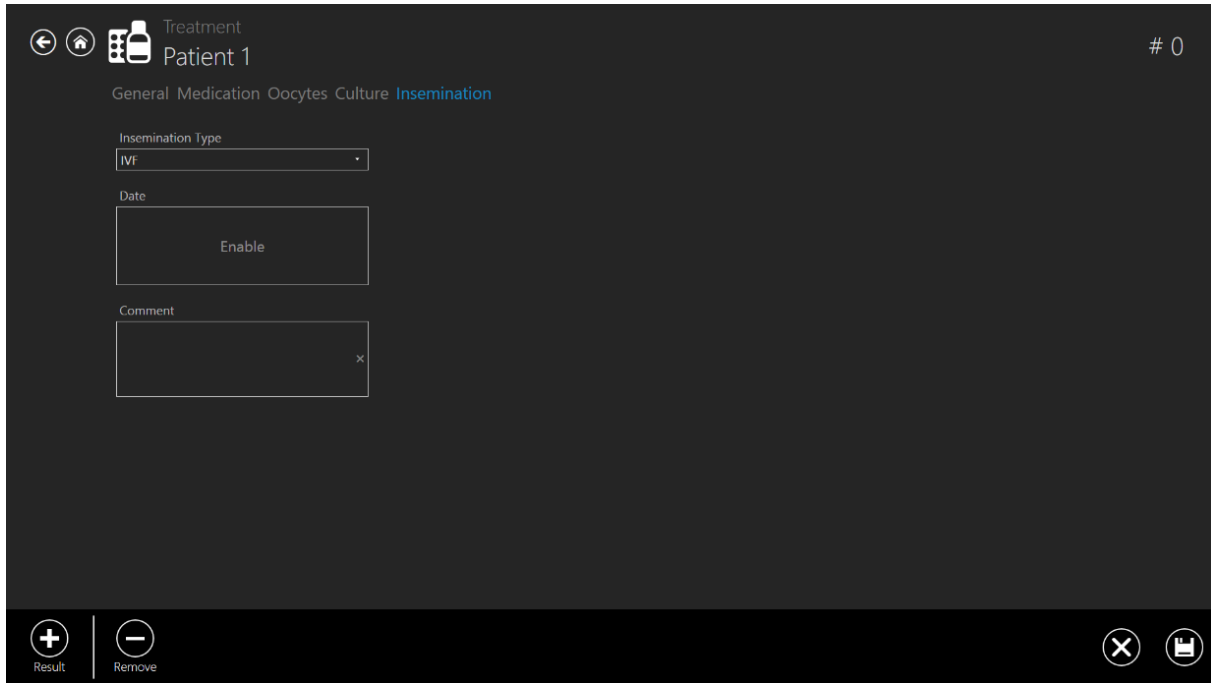 Treatment
Patient 1
# 0
General Medication Oocytes Culture Insemination
Insemination Type
IVF
Date
Enable
Comment
Result
Remove